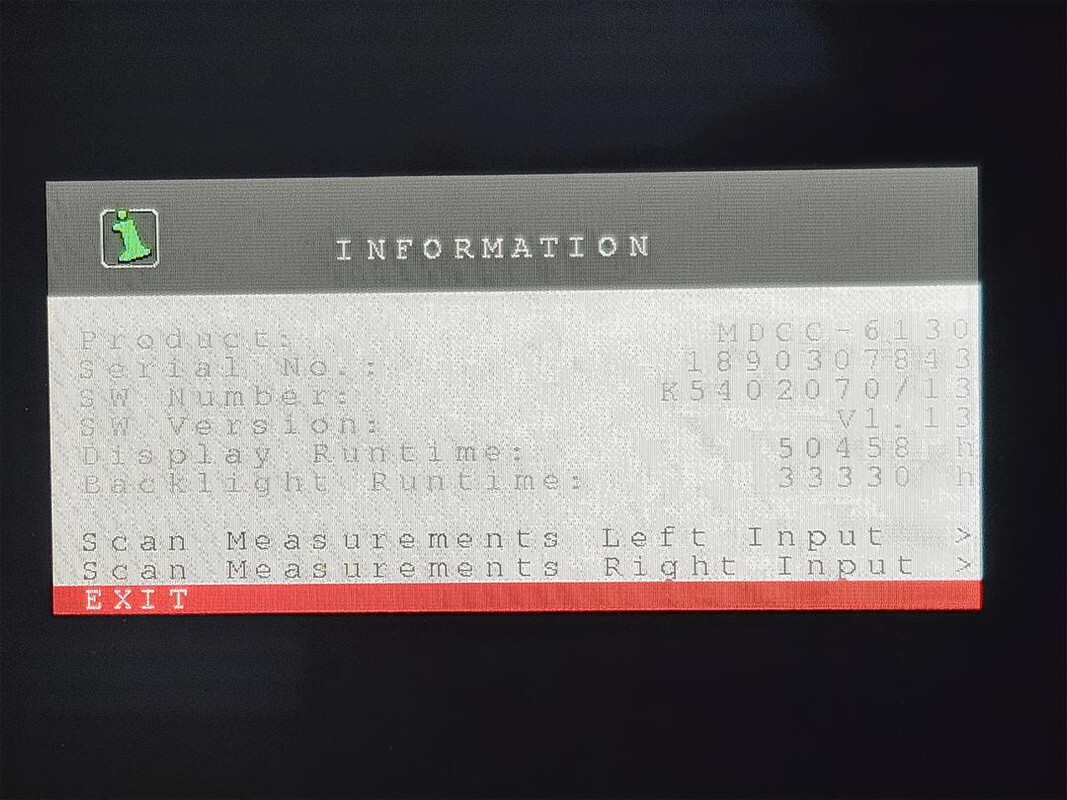 INFORMATION
Product: MDCC-6130
Serial No.: 1890307843
SW Number: K5402070/13
SW Version: V1.13
Display Runtime: 50458 h
Backlight Runtime: 33330 h
Scan Measurements Left Input >
Scan Measurements Right Input >
EXIT